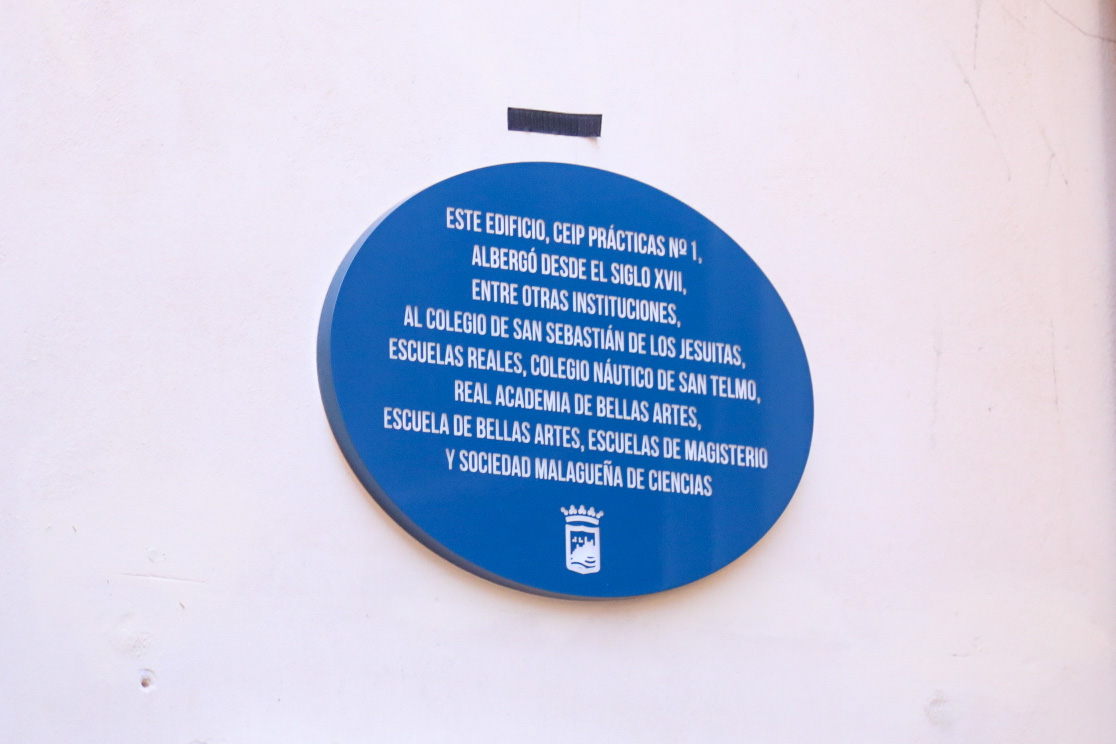 ESTE EDIFICIO, CEIP PRÁCTICAS Nº 1,
ALBERGÓ DESDE EL SIGLO XVII,
ENTRE OTRAS INSTITUCIONES,
AL COLEGIO DE SAN SEBASTIÁN DE LOS JESUITAS,
ESCUELAS REALES, COLEGIO NÁUTICO DE SAN TELMO,
REAL ACADEMIA DE BELLAS ARTES,
ESCUELA DE BELLAS ARTES, ESCUELAS DE MAGISTERIO
Y SOCIEDAD MALAGUEÑA DE CIENCIAS